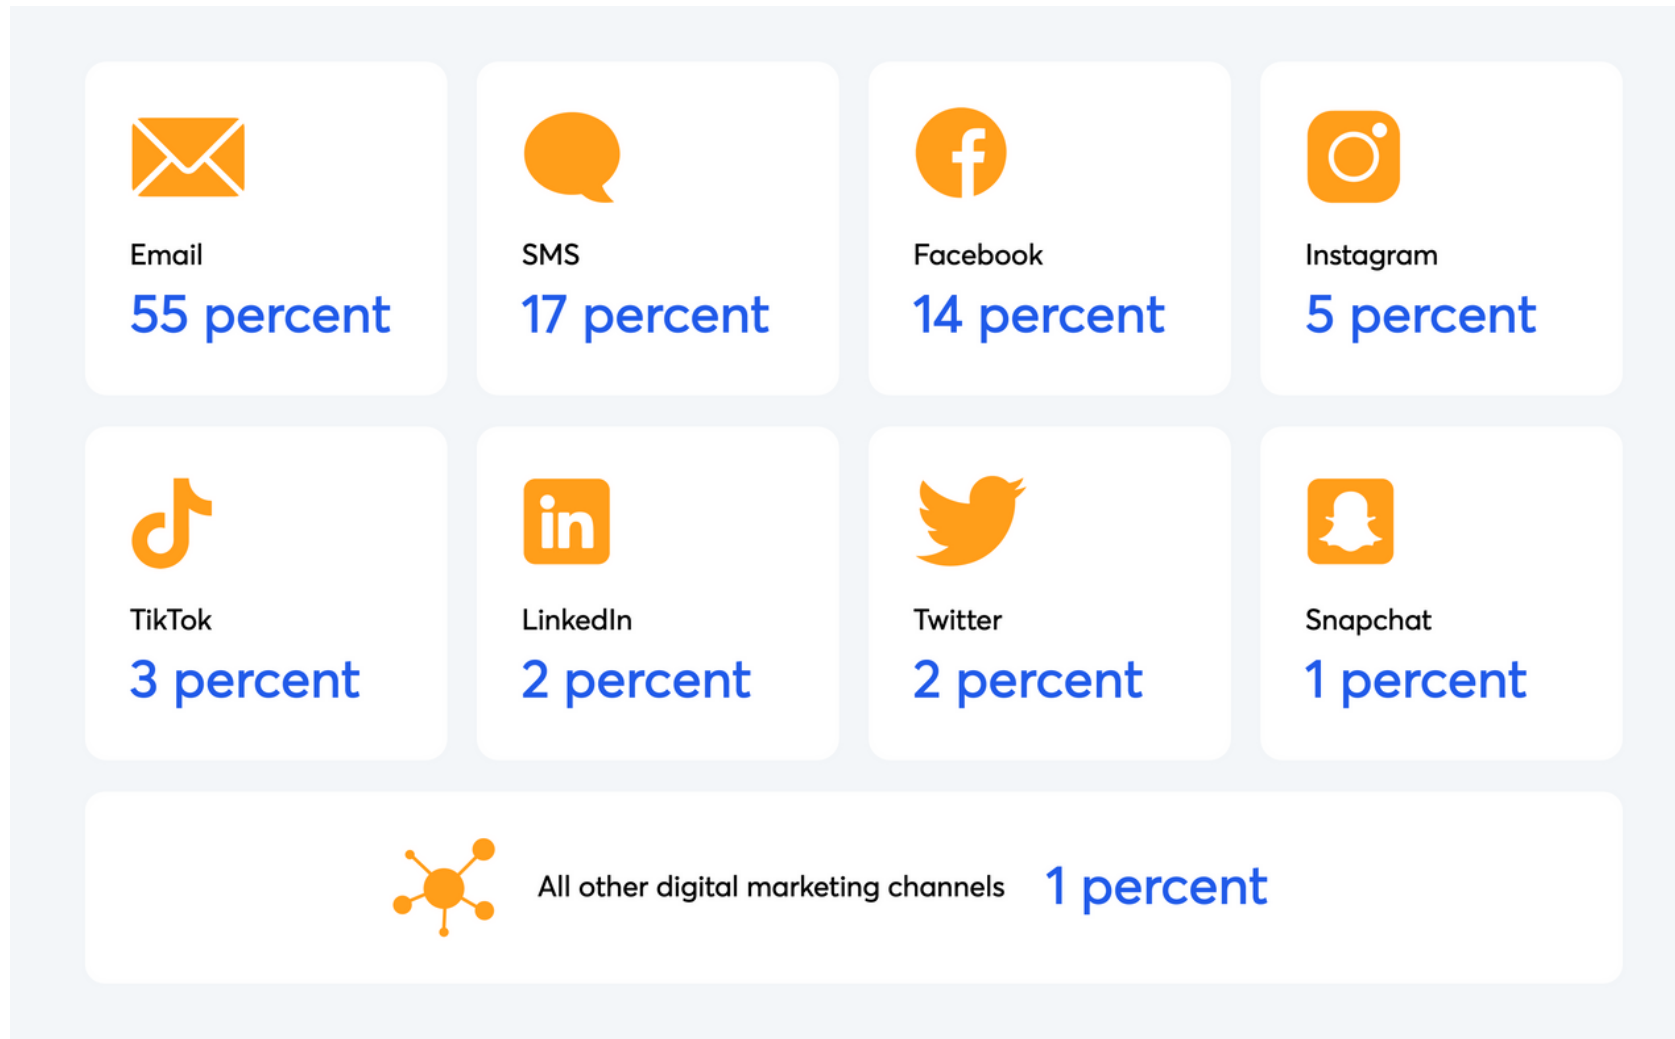 Email
55 percent
SMS
17 percent
Facebook
14 percent
Instagram
5 percent
TikTok
3 percent
LinkedIn
2 percent
Twitter
2 percent
Snapchat
1 percent
All other digital marketing channels 1 percent